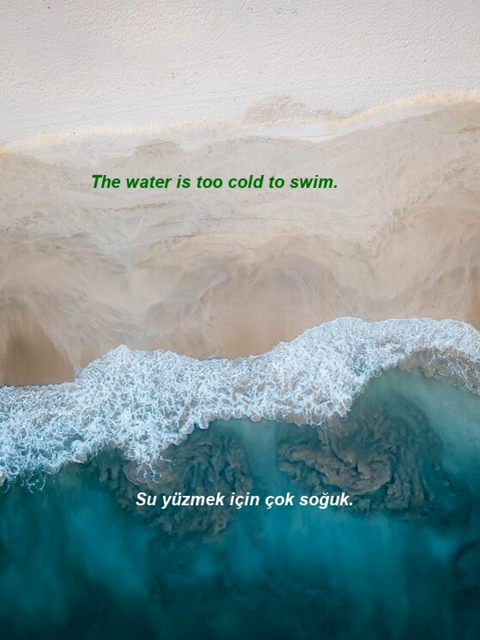 The water is too cold to swim.
Su yüzmek için çok soğuk.